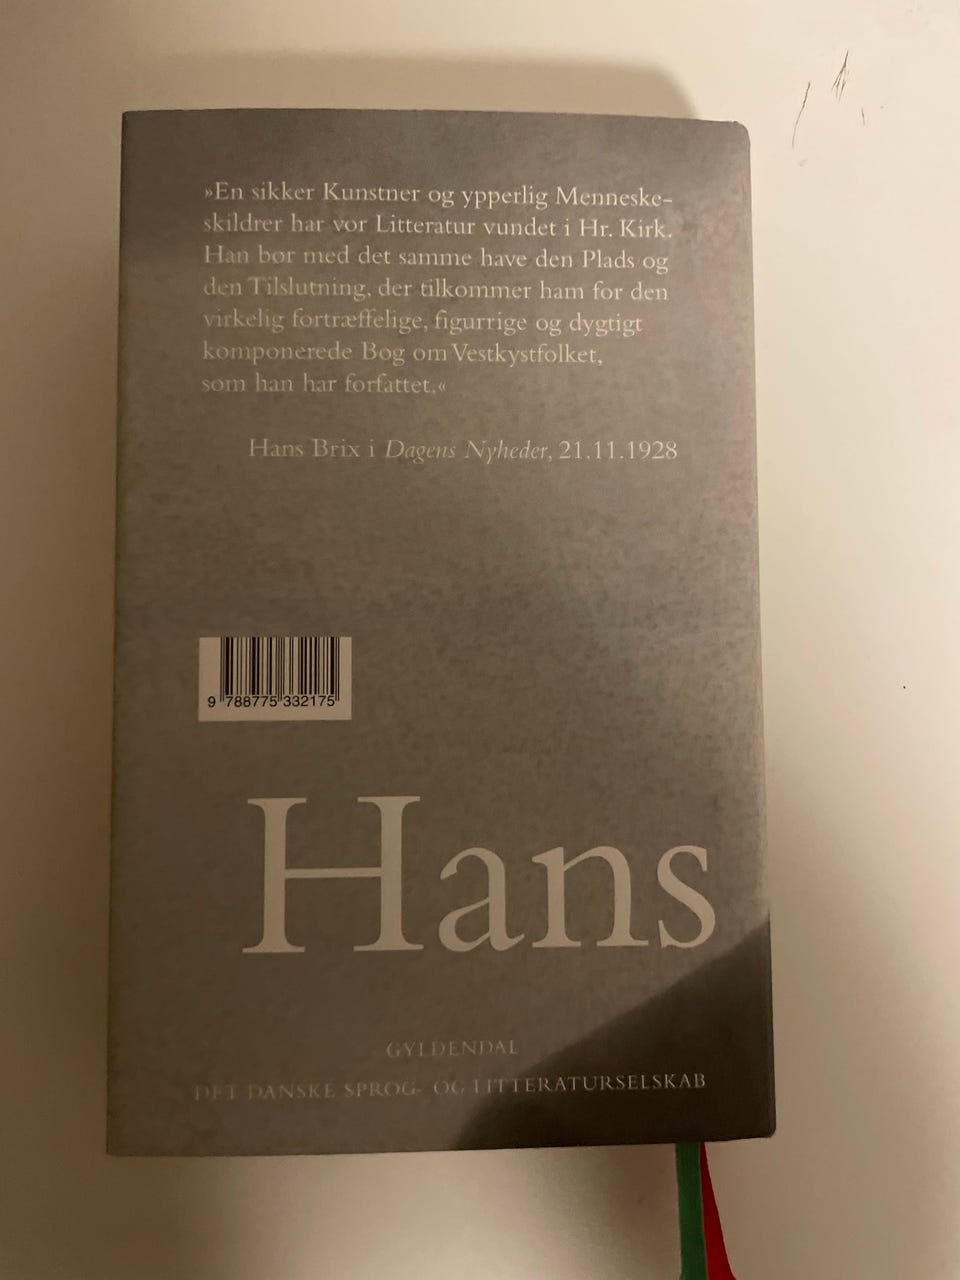 »En sikker Kunstner og ypperlig Menneske-
skildrer har vor Litteratur vundet i Hr. Kirk.
Han bør med det samme have den Plads og
den Tilslutning, der tilkommer ham for den
virkelig fortræffelige, figurrige og dygtigt
komponerede Bog om Vestkystfolket,
som han har forfattet.«
Hans Brix i Dagens Nyheder, 21.11.1928
9 788775 332175
Hans
GYLDENDAL
DET DANSKE SPROG- OG LITTERATURSELSKAB